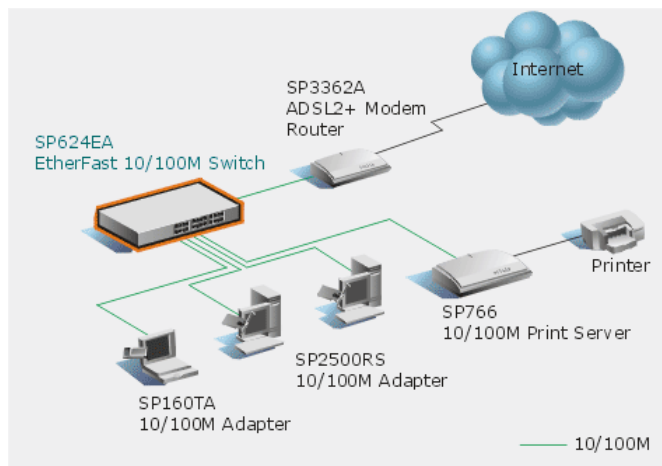 Internet
SP3362A
ADSL2+ Modem
Router
SP624EA
EtherFast 10/100M Switch
Printer
SP766
10/100M Print Server
SP2500RS
10/100M Adapter
SP160TA
10/100M Adapter
10/100M